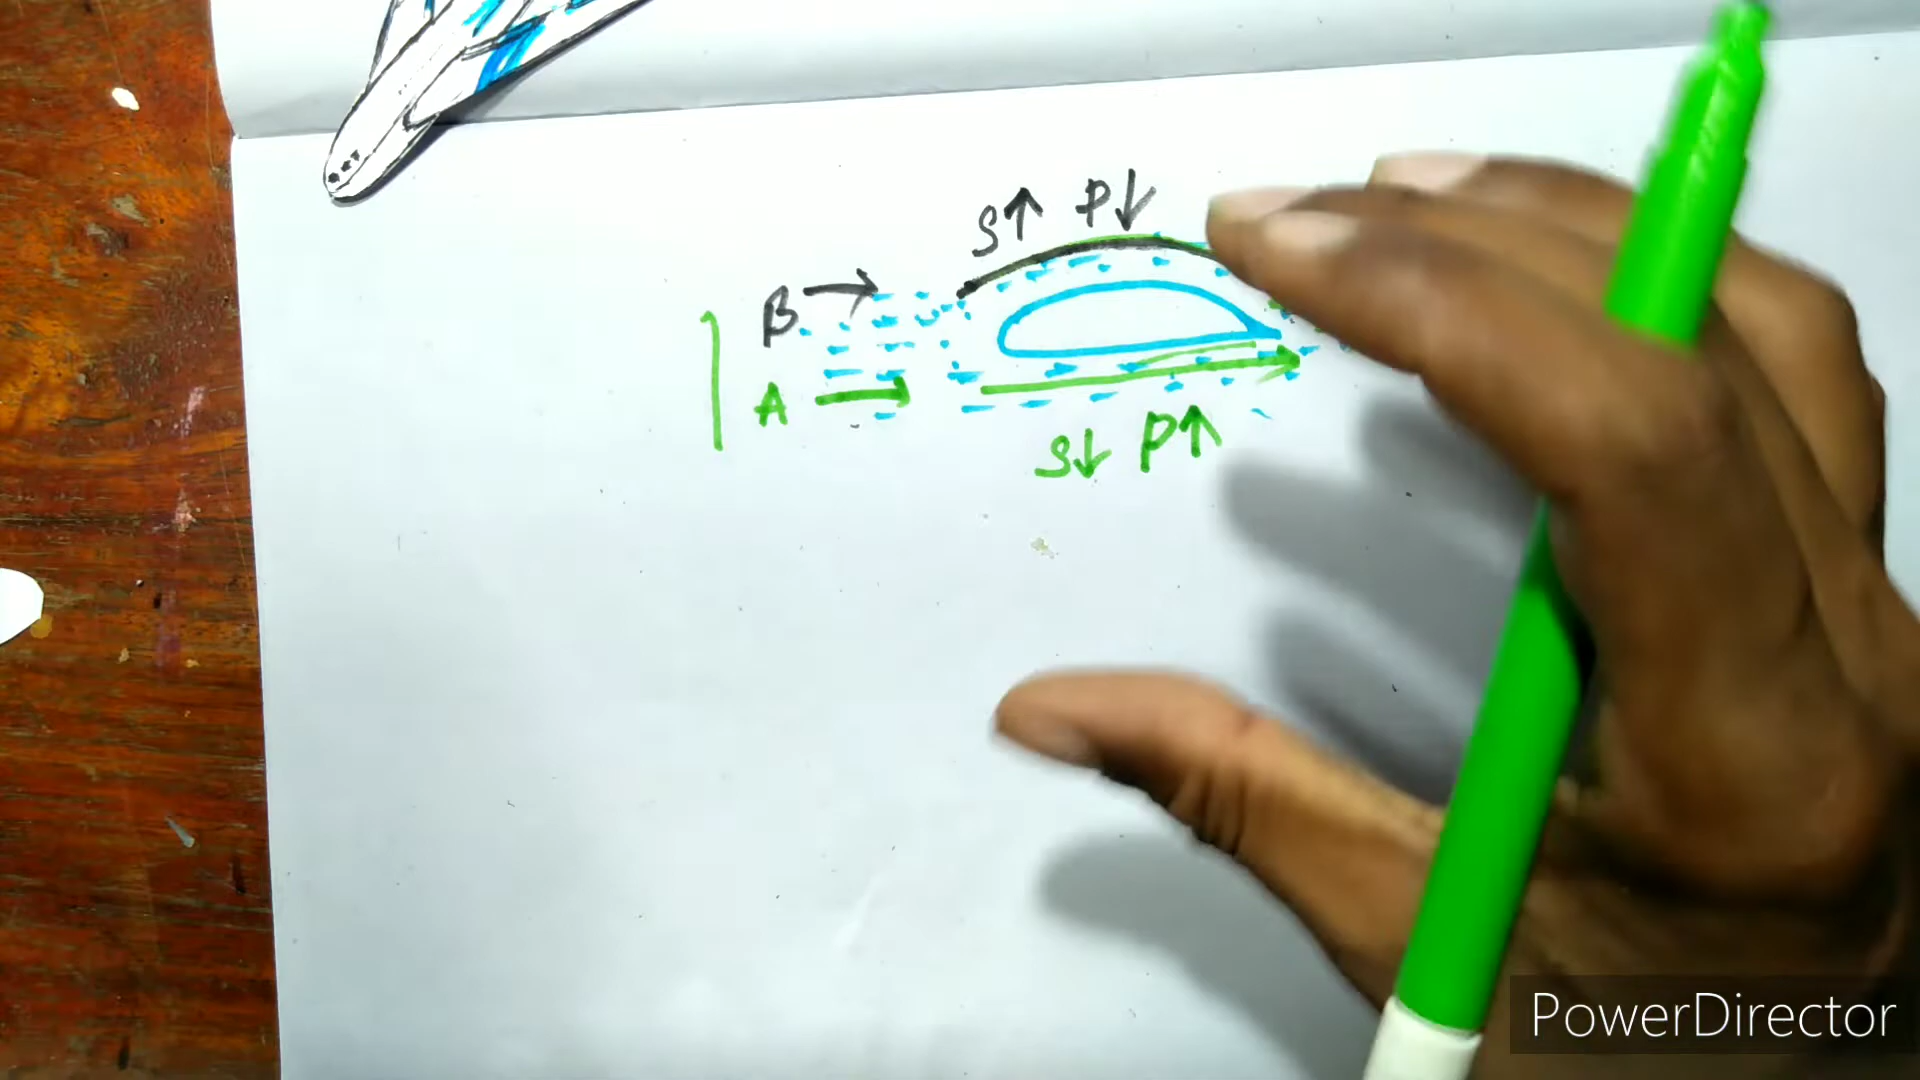 S↑ P↓
B →
A →
S↓ P↑
PowerDirector